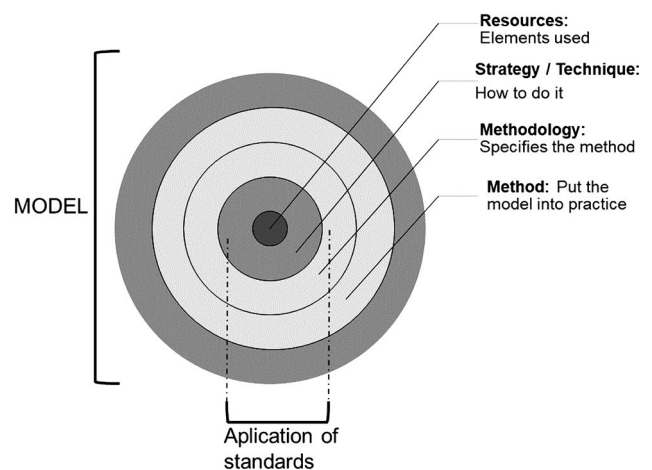 Resources:
Elements used
Strategy / Technique:
How to do it
Methodology:
Specifies the method
Method: Put the
model into practice
MODEL
Aplication of
standards